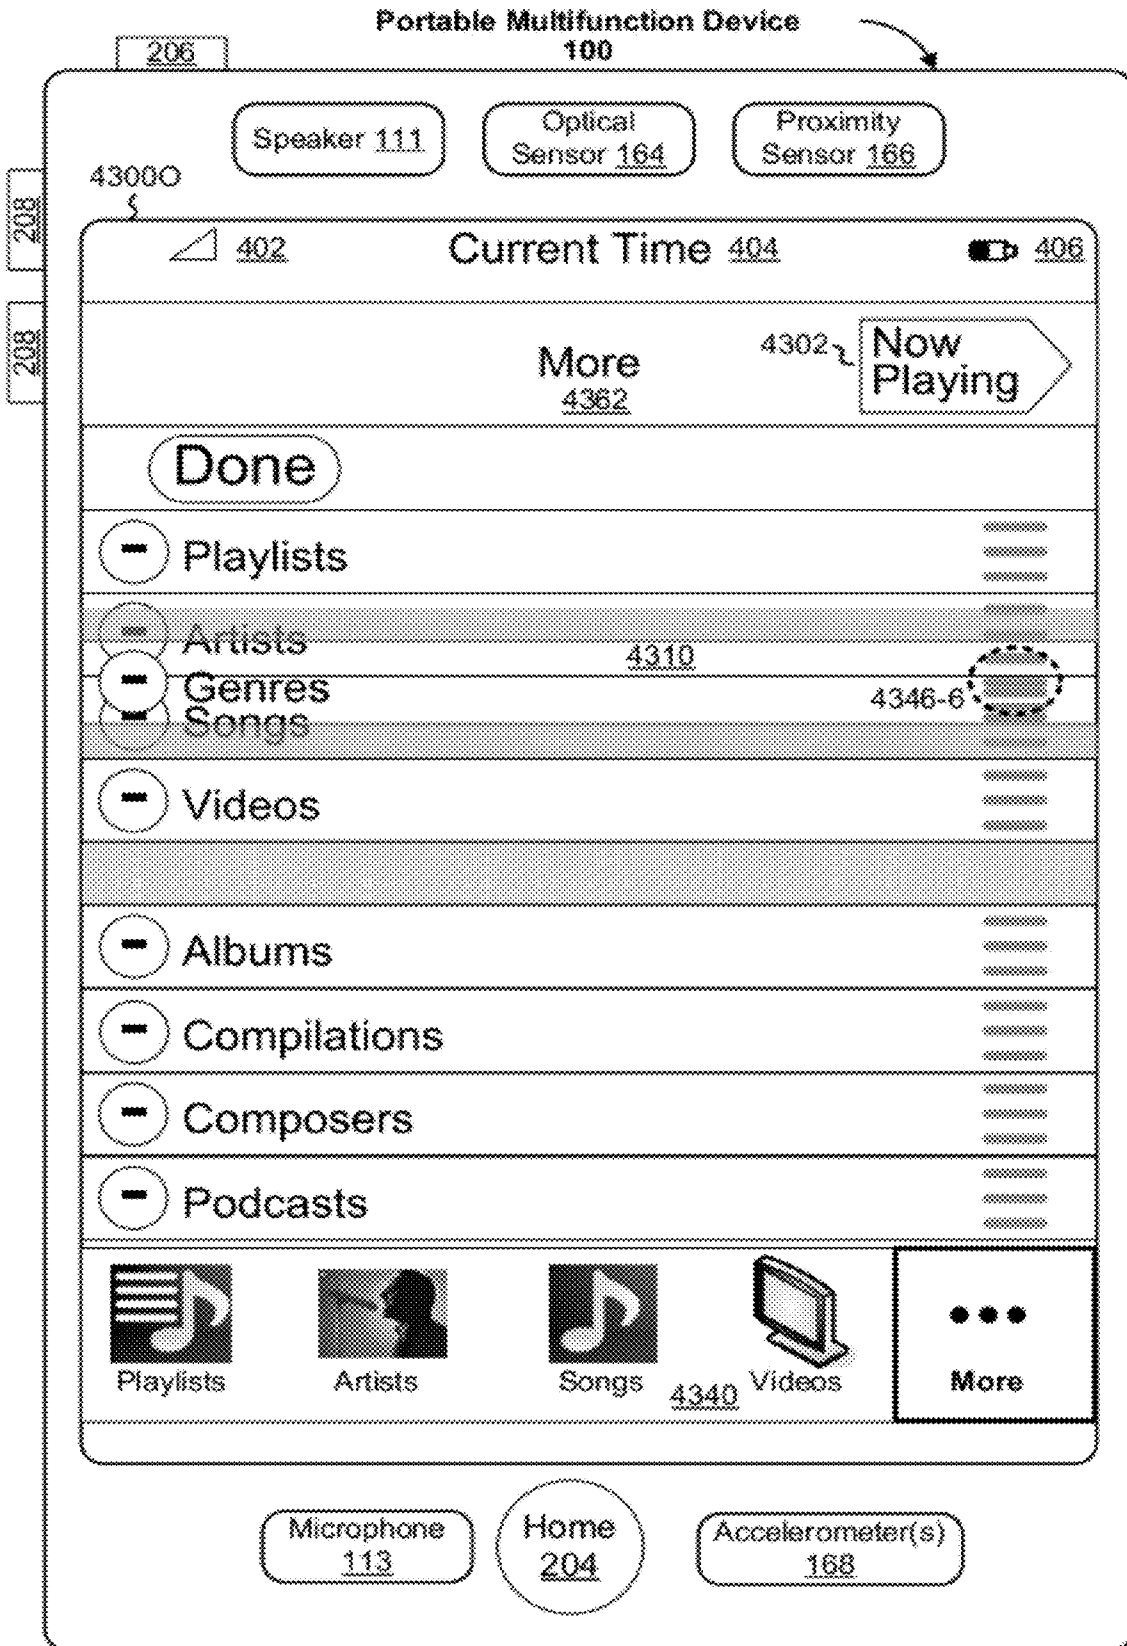 Portable Multifunction Device
100
206
Speaker 111
Optical
Sensor 164
Proximity
Sensor 166
4300O
208
208
402
Current Time 404
406
More
4362
4302
Now
Playing
Done
Playlists
Artists
4310
Genres
4346-6
Songs
Videos
Albums
Compilations
Composers
Podcasts
Playlists
Artists
Songs
4340
Videos
More
Microphone
113
Home
204
Accelerometer(s)
168